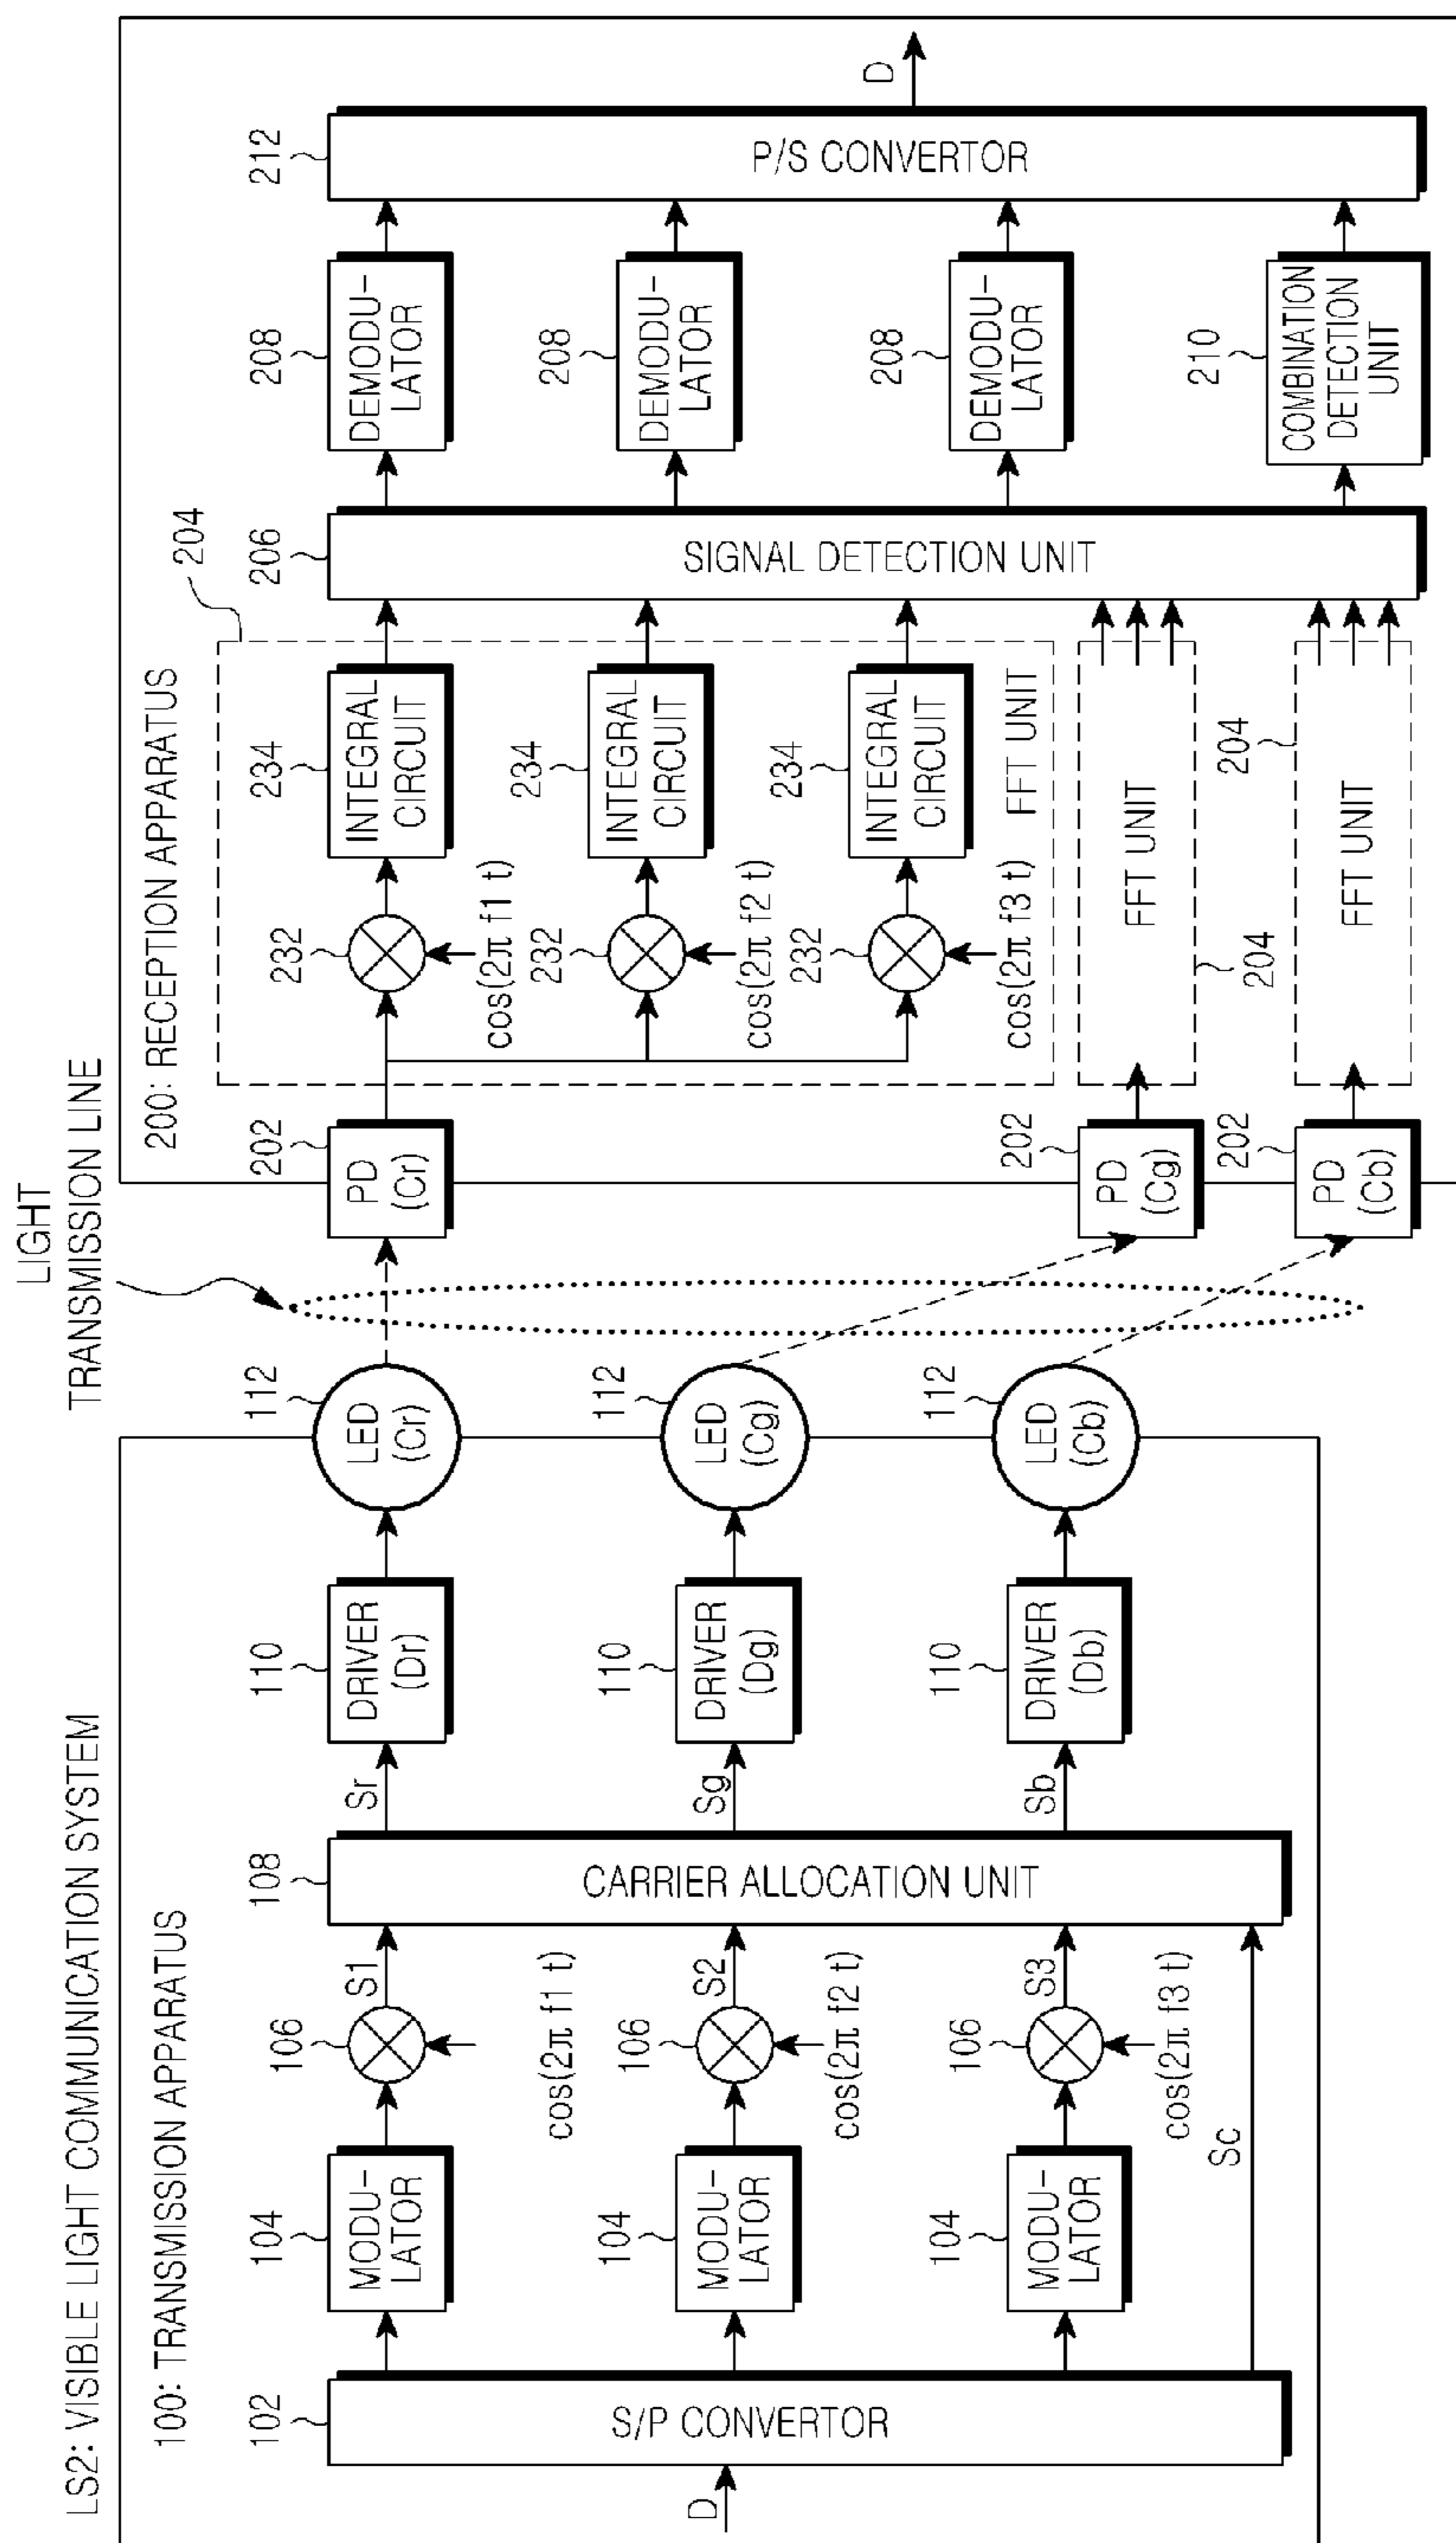 LS2: VISIBLE LIGHT COMMUNICATION SYSTEM
100: TRANSMISSION APPARATUS
D
102
S/P CONVERTOR
104
MODU-
LATOR
104
MODU-
LATOR
104
MODU-
LATOR
106
S1
cos(2π f1 t)
106
S2
cos(2π f2 t)
106
S3
cos(2π f3 t)
Sc
108
CARRIER ALLOCATION UNIT
Sr
Sg
Sb
110
DRIVER
(Dr)
110
DRIVER
(Dg)
110
DRIVER
(Db)
112
LED
(Cr)
112
LED
(Cg)
112
LED
(Cb)
LIGHT
TRANSMISSION LINE
200: RECEPTION APPARATUS
202
PD
(Cr)
202
PD
(Cg)
202
PD
(Cb)
204
232
cos(2π f1 t)
232
cos(2π f2 t)
232
cos(2π f3 t)
234
INTEGRAL
CIRCUIT
234
INTEGRAL
CIRCUIT
234
INTEGRAL
CIRCUIT
FFT UNIT
204
FFT UNIT
204
FFT UNIT
206
SIGNAL DETECTION UNIT
208
DEMODU-
LATOR
208
DEMODU-
LATOR
208
DEMODU-
LATOR
210
COMBINATION
DETECTION
UNIT
212
P/S CONVERTOR
D